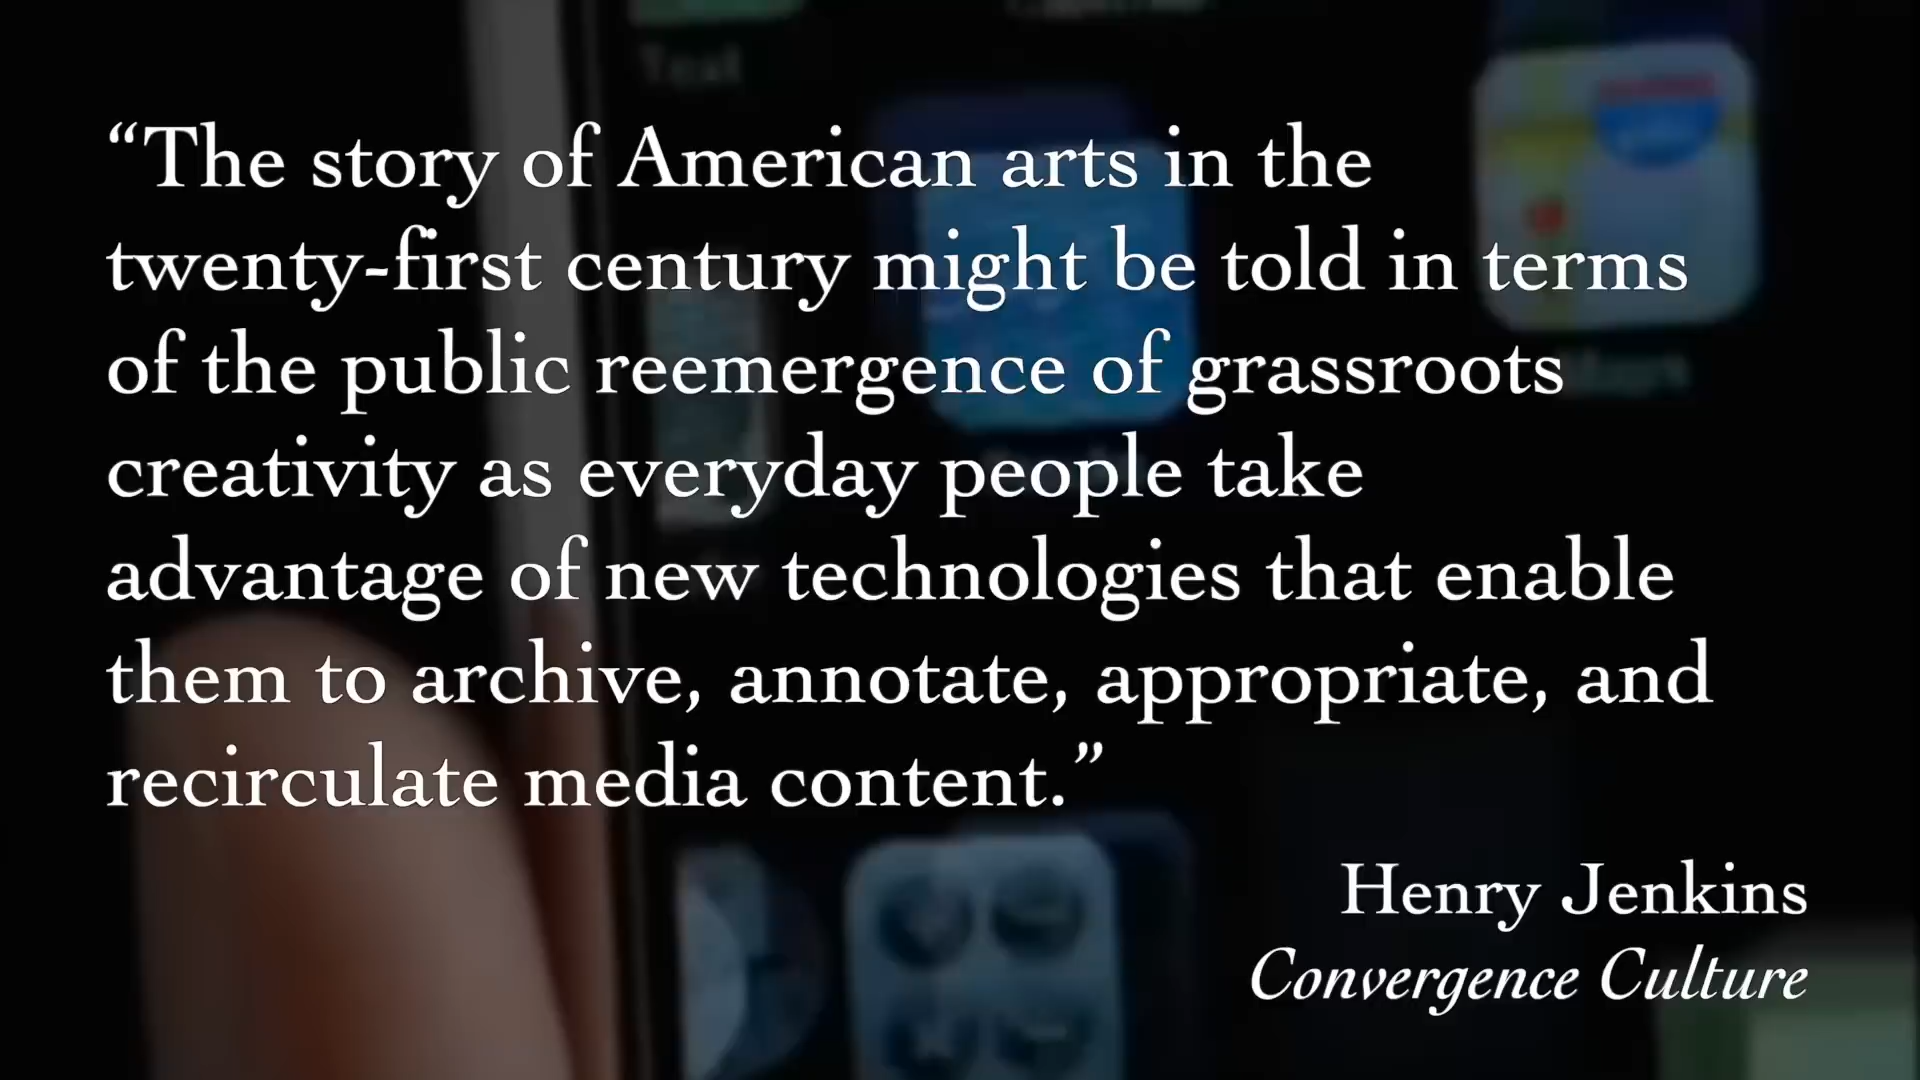 Text
“The story of American arts in the
twenty-first century might be told in terms
of the public reemergence of grassroots
creativity as everyday people take
advantage of new technologies that enable
them to archive, annotate, appropriate, and
recirculate media content.”
Henry Jenkins
Convergence Culture